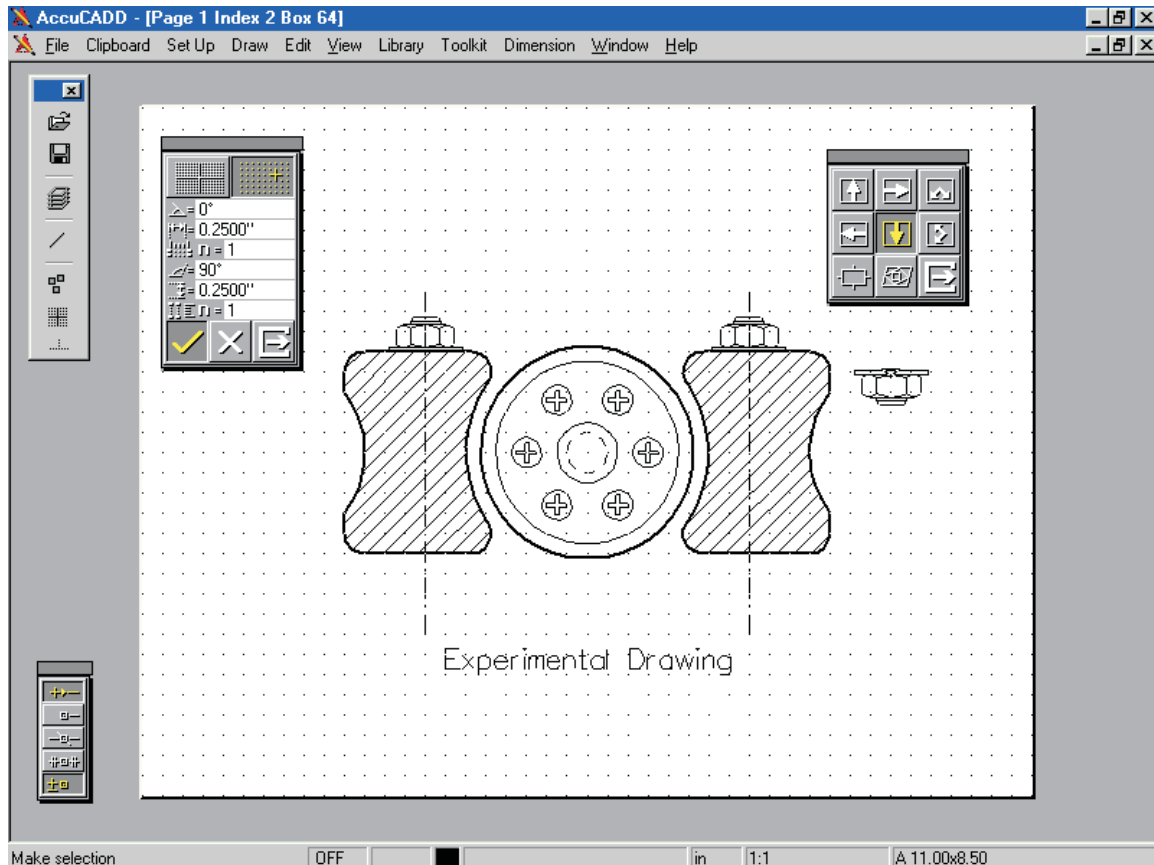 AccuCADD - [Page 1 Index 2 Box 64]
File Clipboard Set Up Draw Edit View Library Toolkit Dimension Window Help
= 0°
= 0.2500"
n = 1
= 90°
= 0.2500"
n = 1
Experimental Drawing
Make selection OFF in 1:1 A 11.00x8.50